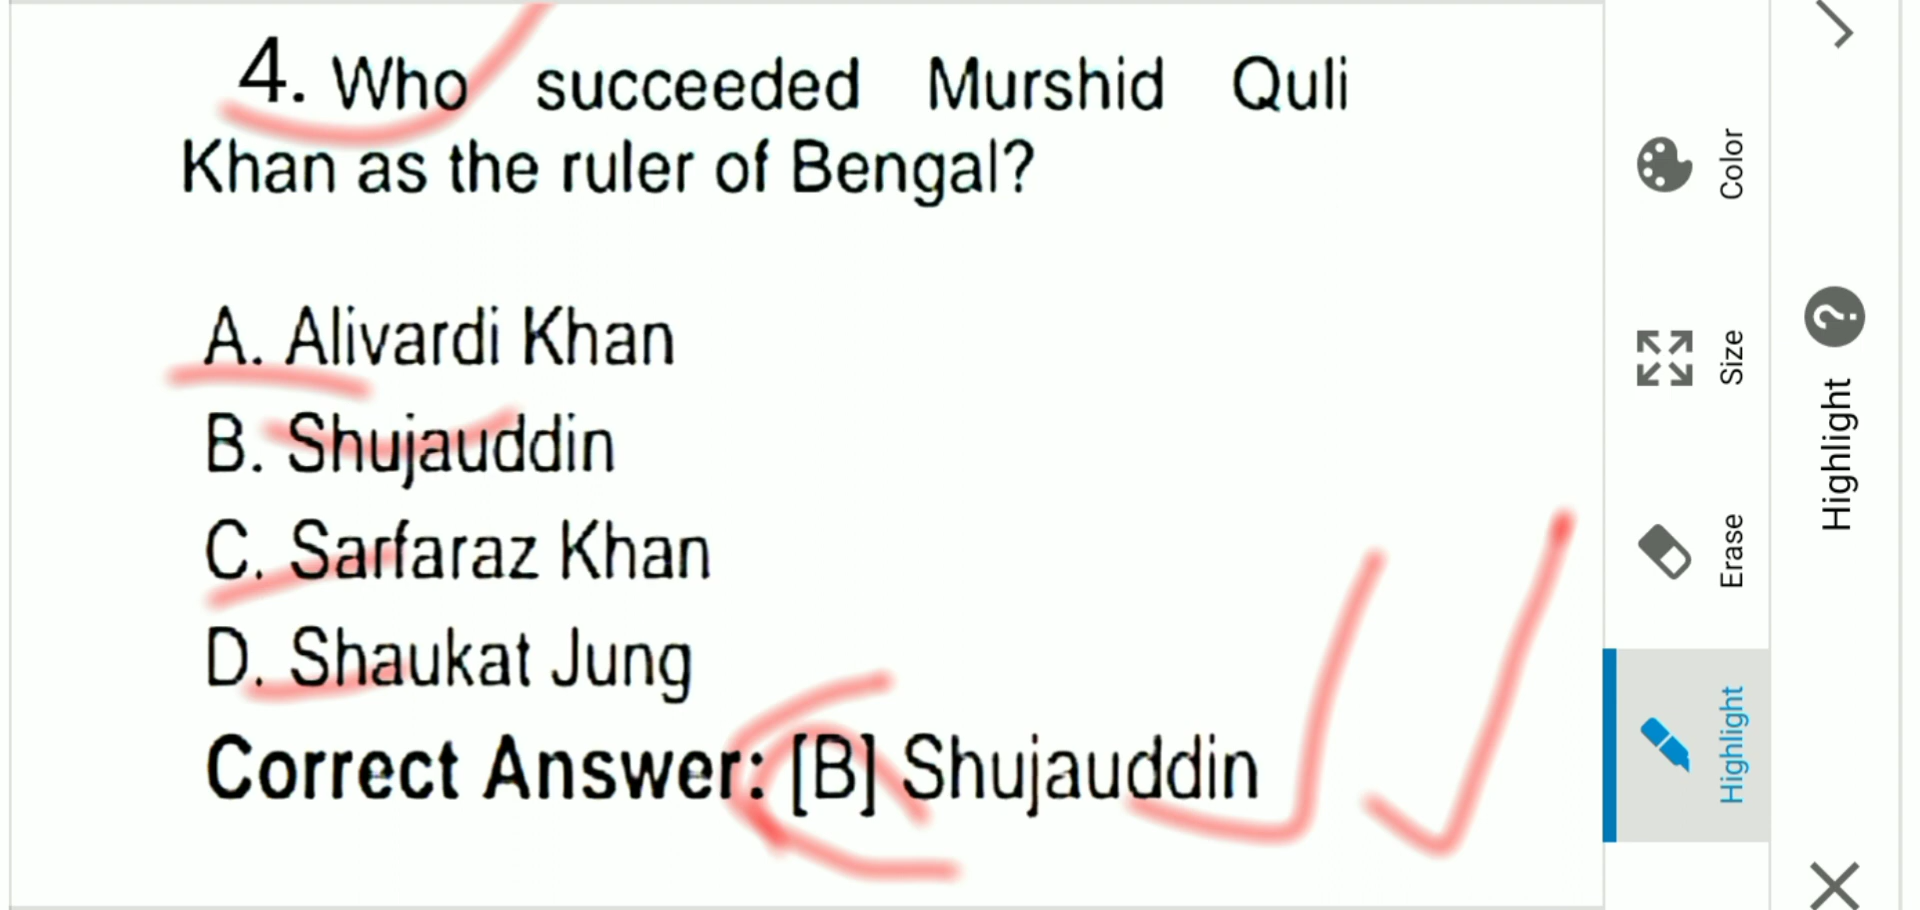 4. Who succeeded Murshid Quli
Khan as the ruler of Bengal?
A. Alivardi Khan
B. Shujauddin
C. Sarfaraz Khan
D. Shaukat Jung
Correct Answer: [B] Shujauddin
Color
Size
Erase
Highlight
Highlight
?